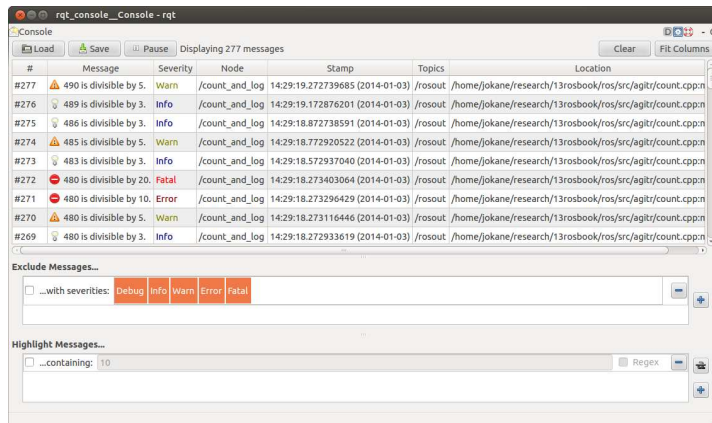 rqt_console__Console - rqt
Console
Load Save Pause Displaying 277 messages Clear Fit Columns
# Message Severity Node Stamp Topics Location
#277 490 is divisible by 5. Warn /count_and_log 14:29:19.272739685 (2014-01-03) /rosout /home/jokane/research/13rosbook/ros/src/agitr/count.cpp:m
#276 489 is divisible by 3. Info /count_and_log 14:29:19.172876201 (2014-01-03) /rosout /home/jokane/research/13rosbook/ros/src/agitr/count.cpp:m
#275 486 is divisible by 3. Info /count_and_log 14:29:18.872738591 (2014-01-03) /rosout /home/jokane/research/13rosbook/ros/src/agitr/count.cpp:m
#274 485 is divisible by 5. Warn /count_and_log 14:29:18.772920522 (2014-01-03) /rosout /home/jokane/research/13rosbook/ros/src/agitr/count.cpp:m
#273 483 is divisible by 3. Info /count_and_log 14:29:18.572937040 (2014-01-03) /rosout /home/jokane/research/13rosbook/ros/src/agitr/count.cpp:m
#272 480 is divisible by 20. Fatal /count_and_log 14:29:18.273403064 (2014-01-03) /rosout /home/jokane/research/13rosbook/ros/src/agitr/count.cpp:m
#271 480 is divisible by 10. Error /count_and_log 14:29:18.273296429 (2014-01-03) /rosout /home/jokane/research/13rosbook/ros/src/agitr/count.cpp:m
#270 480 is divisible by 5. Warn /count_and_log 14:29:18.273116446 (2014-01-03) /rosout /home/jokane/research/13rosbook/ros/src/agitr/count.cpp:m
#269 480 is divisible by 3. Info /count_and_log 14:29:18.272933619 (2014-01-03) /rosout /home/jokane/research/13rosbook/ros/src/agitr/count.cpp:m
Exclude Messages...
...with severities: Debug Info Warn Error Fatal
Highlight Messages...
...containing: 10 Regex